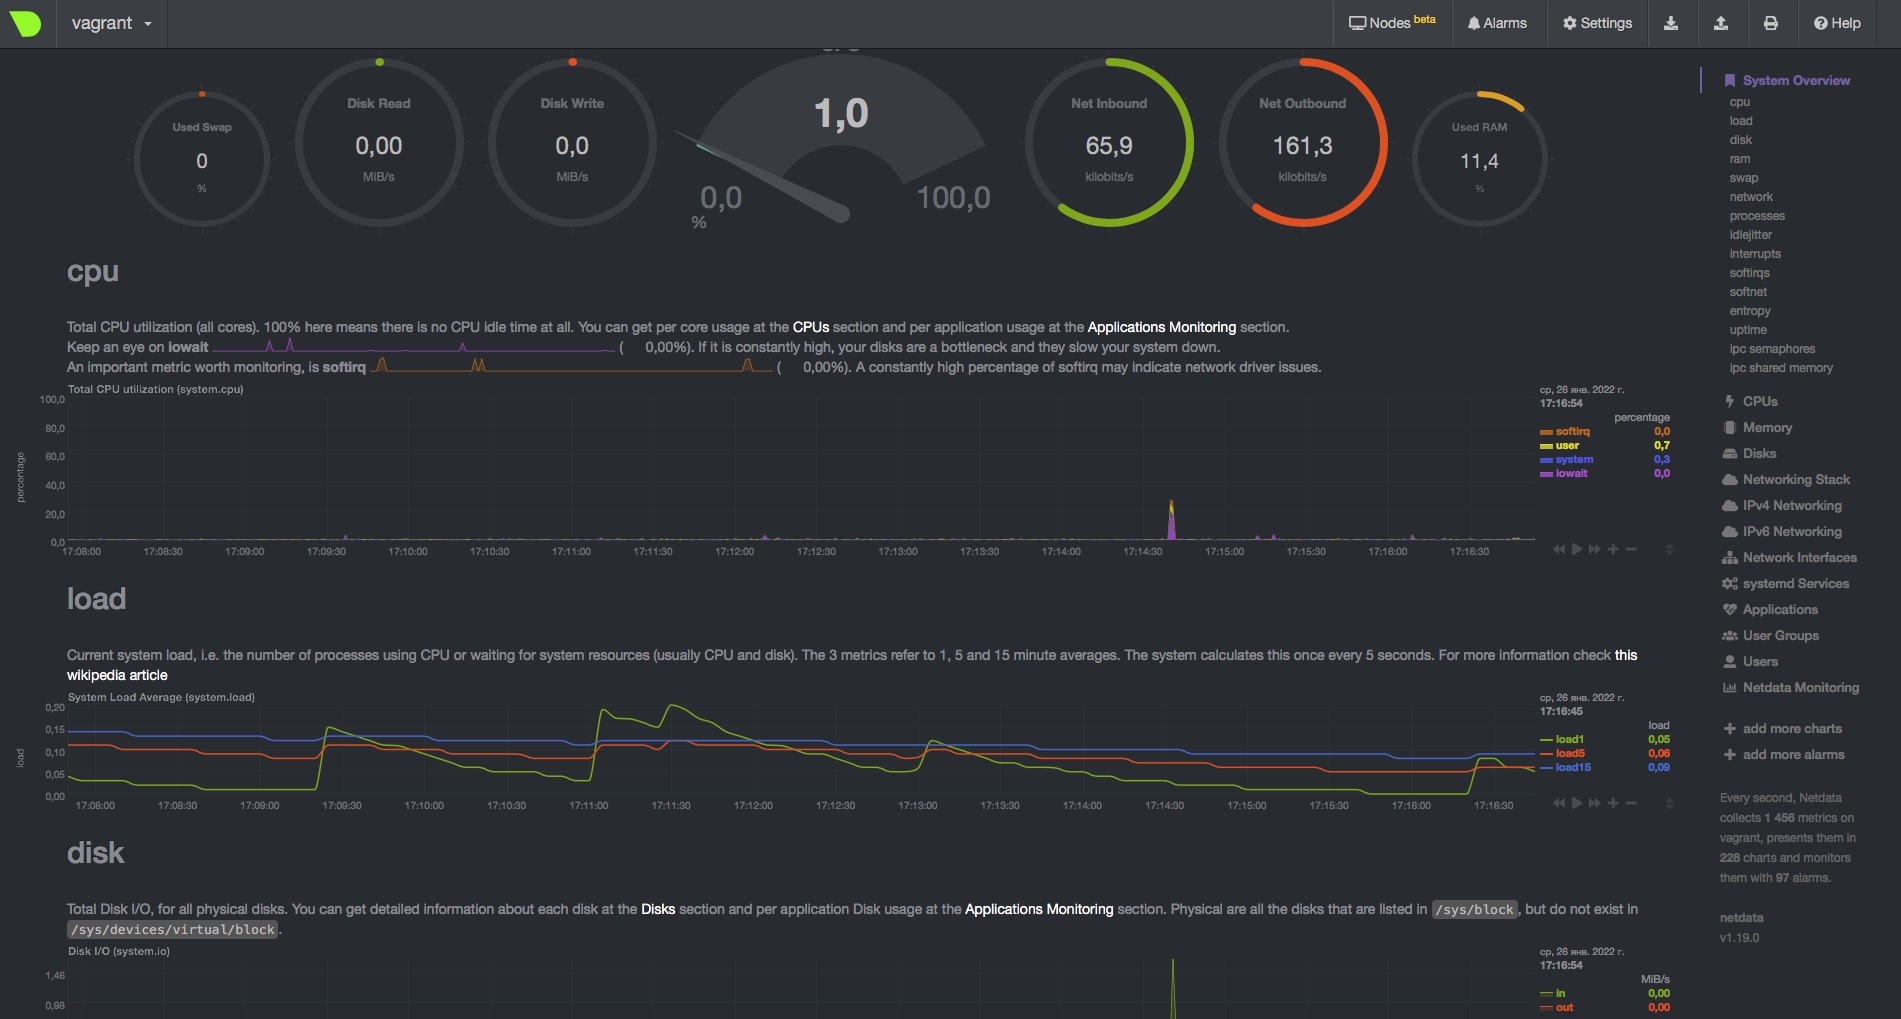 vagrant
Nodes beta
Alarms
Settings
Help
Used Swap
0
%
Disk Read
0,00
MiB/s
Disk Write
0,0
MiB/s
1,0
0,0
100,0
%
Net Inbound
65,9
kilobits/s
Net Outbound
161,3
kilobits/s
Used RAM
11,4
%
cpu
Total CPU utilization (all cores). 100% here means there is no CPU idle time at all. You can get per core usage at the CPUs section and per application usage at the Applications Monitoring section.
Keep an eye on iowait ( 0,00%). If it is constantly high, your disks are a bottleneck and they slow your system down.
An important metric worth monitoring, is softirq ( 0,00%). A constantly high percentage of softirq may indicate network driver issues.
Total CPU utilization (system.cpu)
percentage
100,0
80,0
60,0
40,0
20,0
0,0
17:08:00 17:08:30 17:09:00 17:09:30 17:10:00 17:10:30 17:11:00 17:11:30 17:12:00 17:12:30 17:13:00 17:13:30 17:14:00 17:14:30 17:15:00 17:15:30 17:16:00 17:16:30
ср, 26 янв. 2022 г.
17:16:54
percentage
softirq 0,0
user 0,7
system 0,3
iowait 0,0
load
Current system load, i.e. the number of processes using CPU or waiting for system resources (usually CPU and disk). The 3 metrics refer to 1, 5 and 15 minute averages. The system calculates this once every 5 seconds. For more information check this
wikipedia article
System Load Average (system.load)
load
0,20
0,15
0,10
0,05
0,00
17:08:00 17:08:30 17:09:00 17:09:30 17:10:00 17:10:30 17:11:00 17:11:30 17:12:00 17:12:30 17:13:00 17:13:30 17:14:00 17:14:30 17:15:00 17:15:30 17:16:00 17:16:30
ср, 26 янв. 2022 г.
17:16:45
load
load1 0,05
load5 0,06
load15 0,09
disk
Total Disk I/O, for all physical disks. You can get detailed information about each disk at the Disks section and per application Disk usage at the Applications Monitoring section. Physical are all the disks that are listed in /sys/block, but do not exist in
/sys/devices/virtual/block.
Disk I/O (system.io)
1,46
0,98
ср, 26 янв. 2022 г.
17:16:54
MiB/s
in 0,00
out 0,00
System Overview
cpu
load
disk
ram
swap
network
processes
idlejitter
interrupts
softirqs
softnet
entropy
uptime
ipc semaphores
ipc shared memory
CPUs
Memory
Disks
Networking Stack
IPv4 Networking
IPv6 Networking
Network Interfaces
systemd Services
Applications
User Groups
Users
Netdata Monitoring
add more charts
add more alarms
Every second, Netdata
collects 1 456 metrics on
vagrant, presents them in
228 charts and monitors
them with 97 alarms.
netdata
v1.19.0